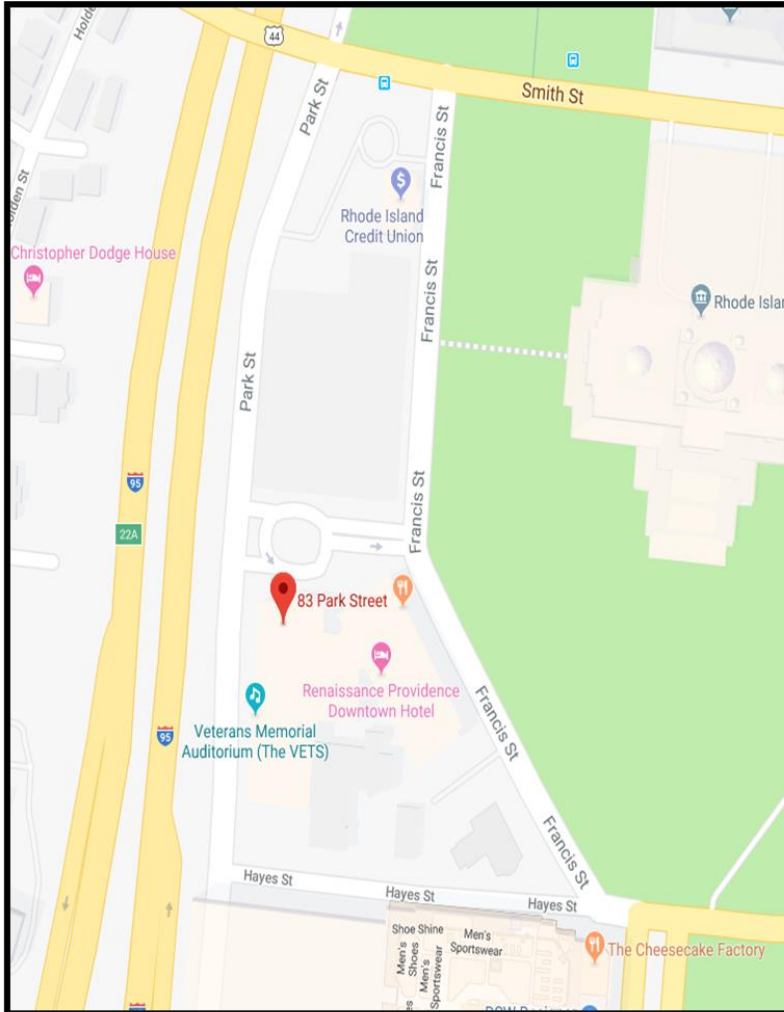 Holden
44
Park St
Smith St
Francis St
Holden St
Rhode Island
Credit Union
Christopher Dodge House
Francis St
Rhode Islan
Park St
95
Francis St
22A
83 Park Street
Renaissance Providence
Downtown Hotel
Francis St
Veterans Memorial
Auditorium (The VETS)
95
Francis St
Hayes St
Hayes St
Hayes St
Shoe Shine
Men's
Shoes
Men's
Sportswear
Men's
Sportswear
The Cheesecake Factory